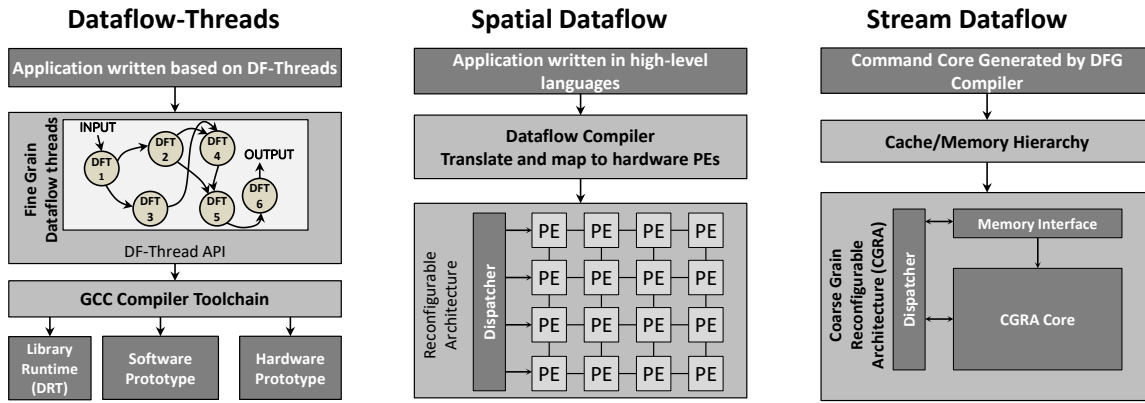 Dataflow-Threads
Application written based on DF-Threads
Fine Grain
Dataflow threads
INPUT
DFT
1
DFT
2
DFT
3
DFT
4
DFT
5
OUTPUT
DFT
6
DF-Thread API
GCC Compiler Toolchain
Library
Runtime
(DRT)
Software
Prototype
Hardware
Prototype
Spatial Dataflow
Application written in high-level
languages
Dataflow Compiler
Translate and map to hardware PEs
Reconfigurable
Architecture
Dispatcher
PE PE PE PE
PE PE PE PE
PE PE PE PE
PE PE PE PE
Stream Dataflow
Command Core Generated by DFG
Compiler
Cache/Memory Hierarchy
Coarse Grain
Reconfigurable
Architecture (CGRA)
Dispatcher
Memory Interface
CGRA Core